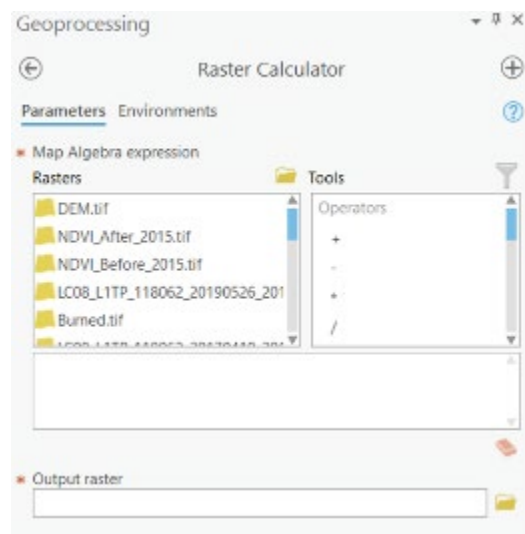 Geoprocessing
Raster Calculator
Parameters Environments
Map Algebra expression
Rasters Tools
DEM.tif
NDVI_After_2015.tif
NDVI_Before_2015.tif
LC08_L1TP_118062_20190526_201
Burned.tif
Operators
+
-
*
/
Output raster